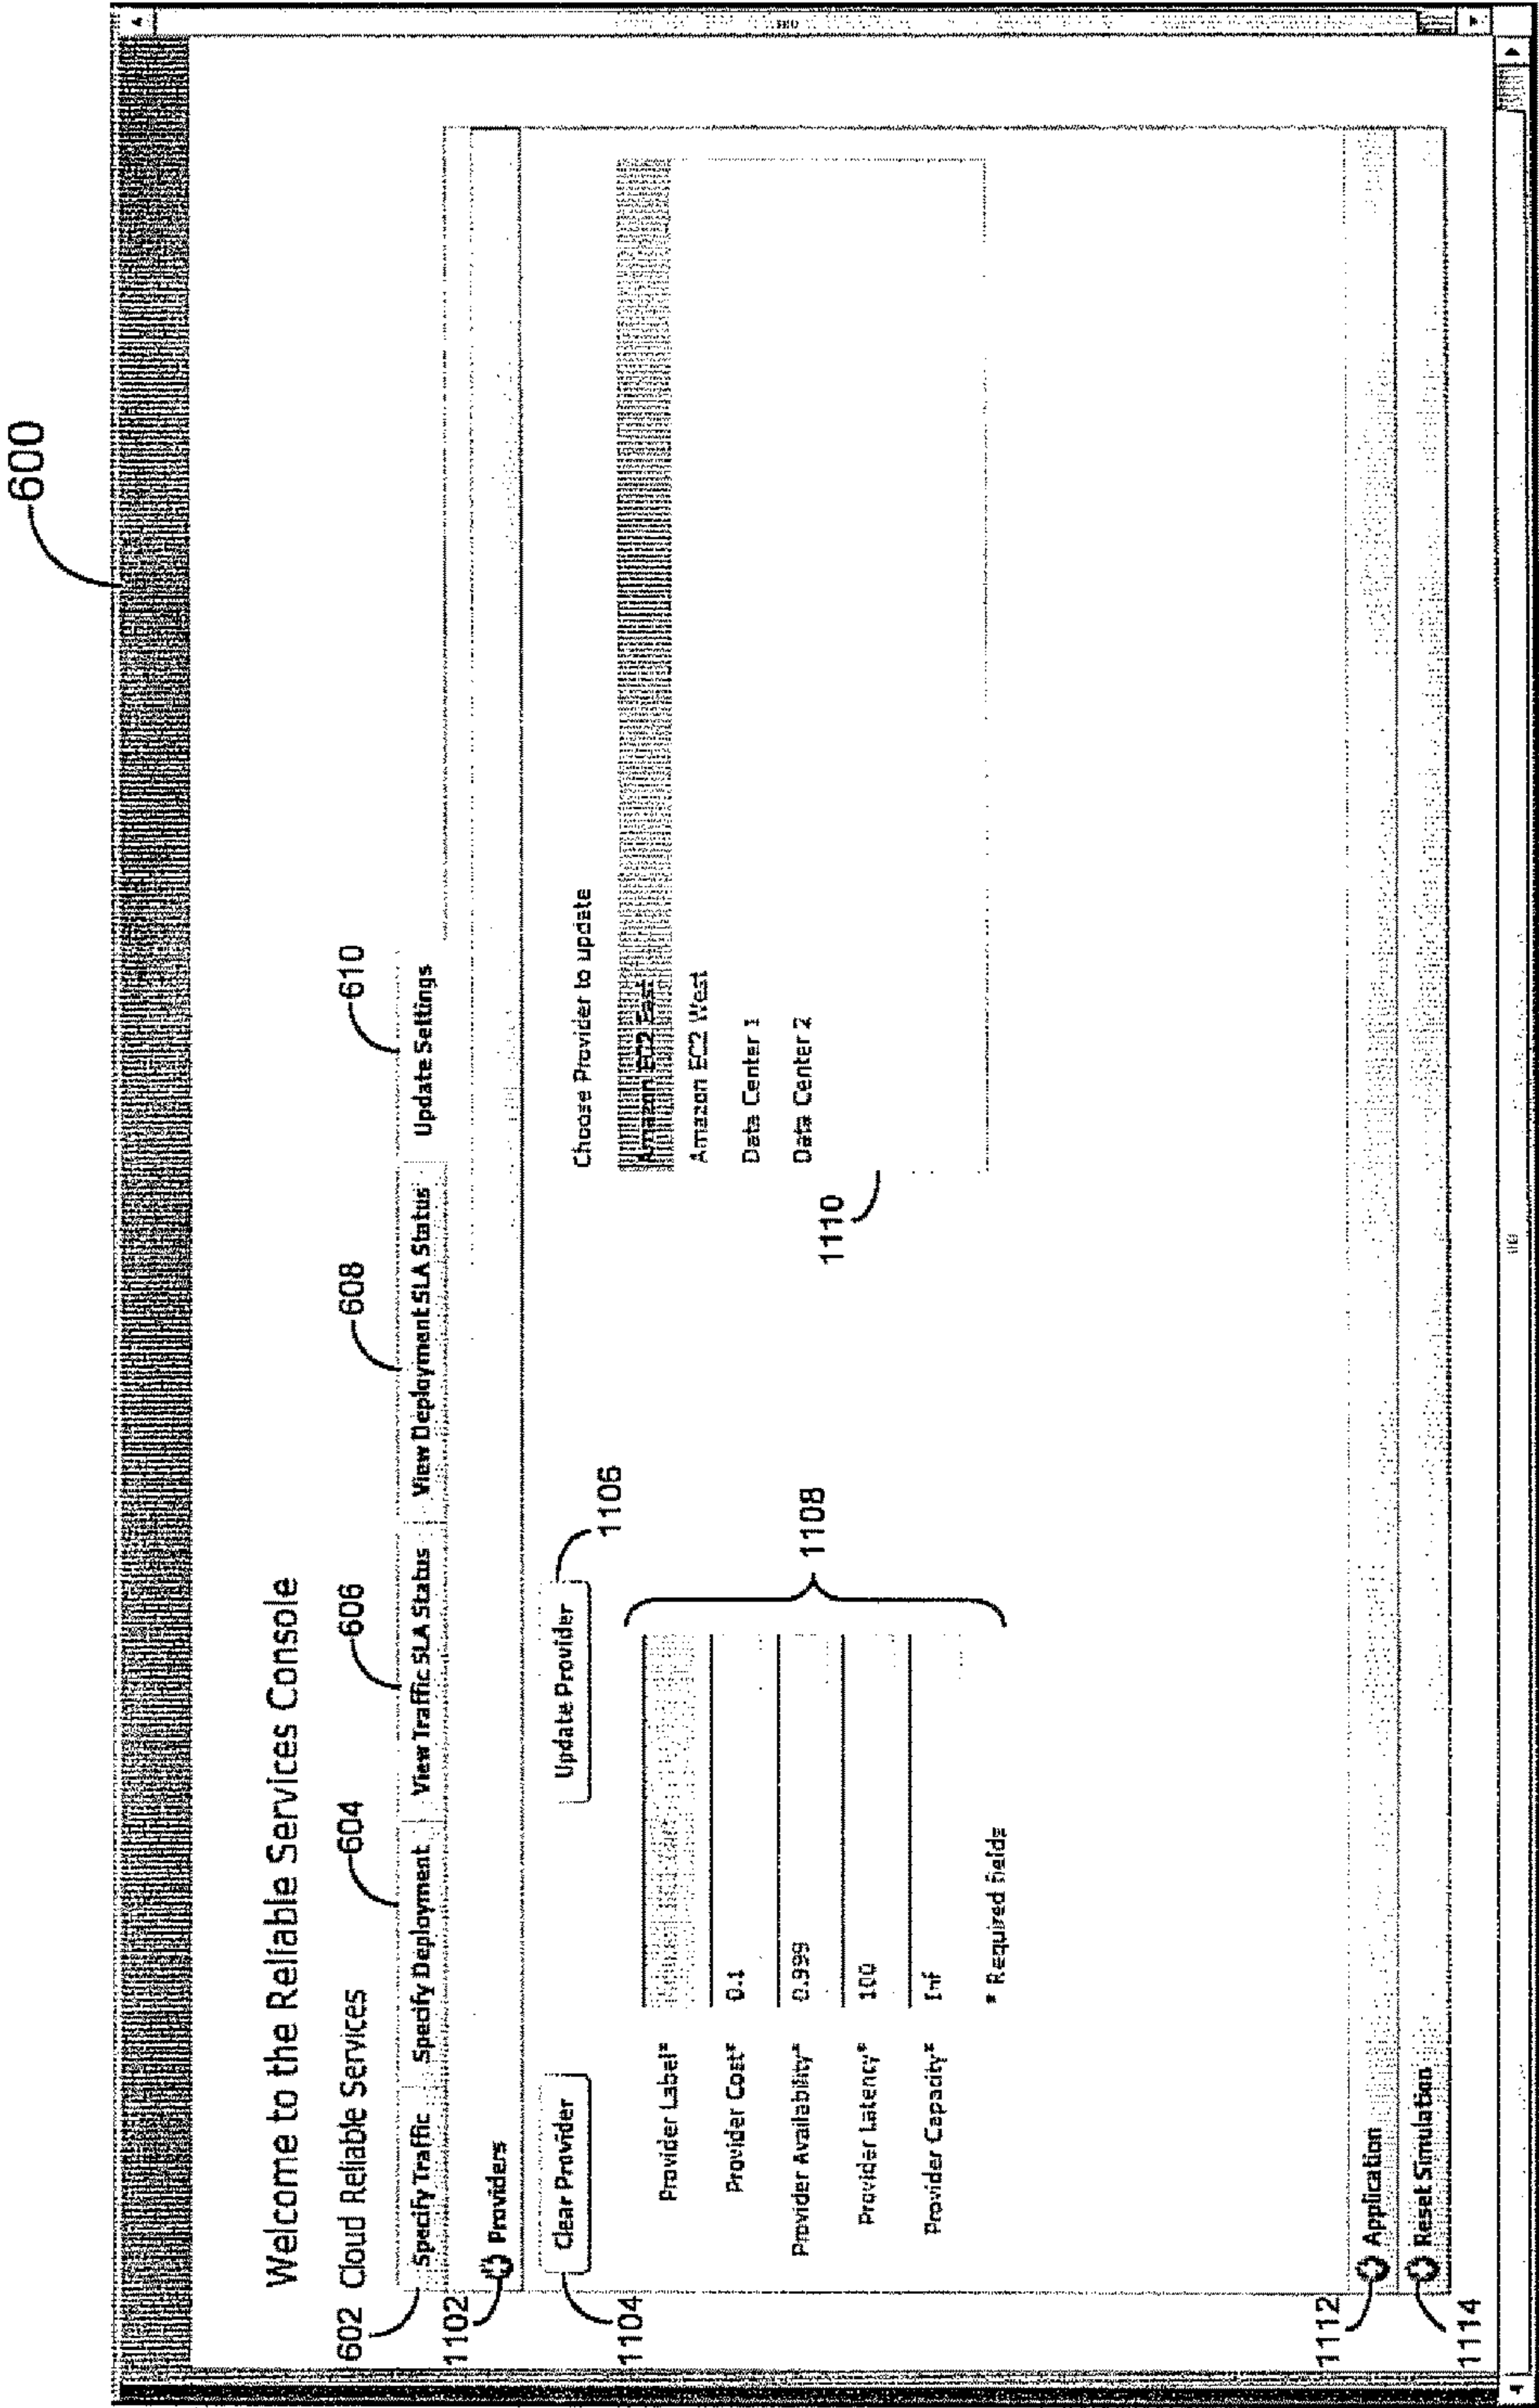 600
Welcome to the Reliable Services Console
602 Cloud Reliable Services 604 606 608 610
Specify Traffic Specify Deployment View Traffic SLA Status View Deployment SLA Status Update Settings
1102 Providers
Clear Provider Update Provider 1106 Choose Provider to update
1104
Provider Label* Amazon EC2 East
Provider Cost* 0.1 Amazon EC2 West
Provider Availability* 0.999 1108 Data Center 1
Provider Latency* 100 Data Center 2
1110
Provider Capacity* Inf
* Required fields
1112 Application
1114 Reset Simulation